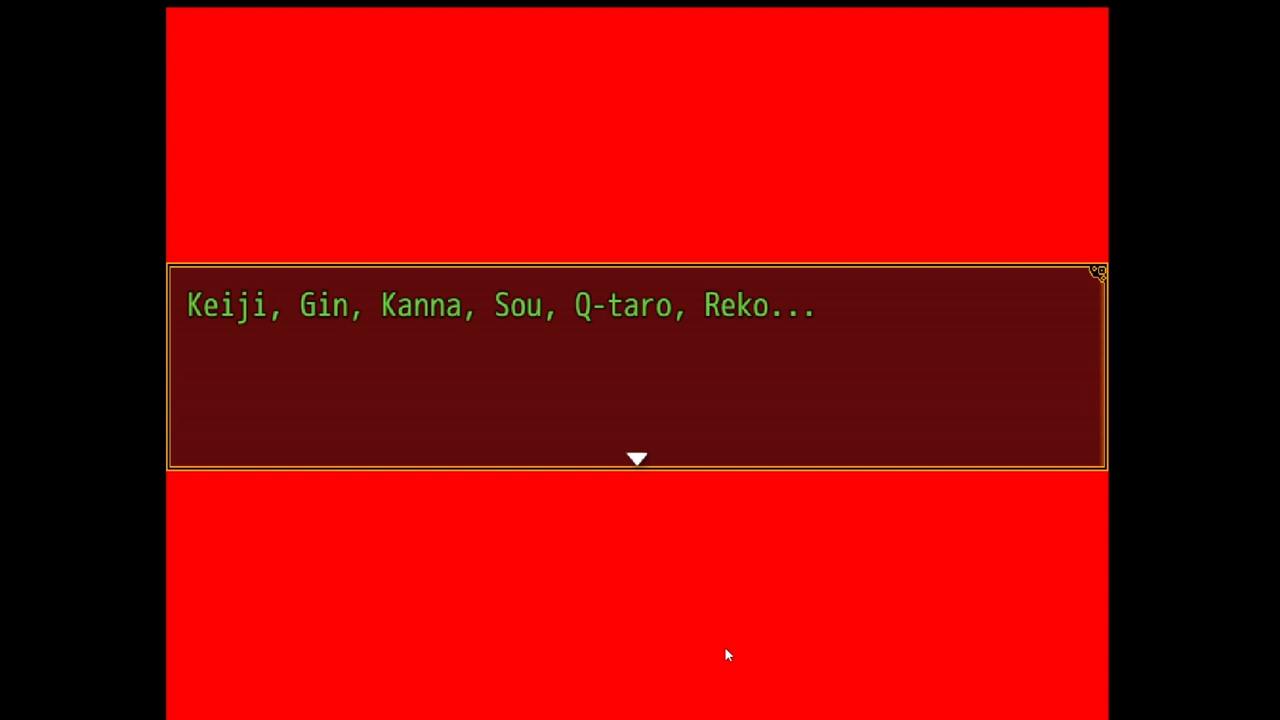 Keiji, Gin, Kanna, Sou, Q-taro, Reko...